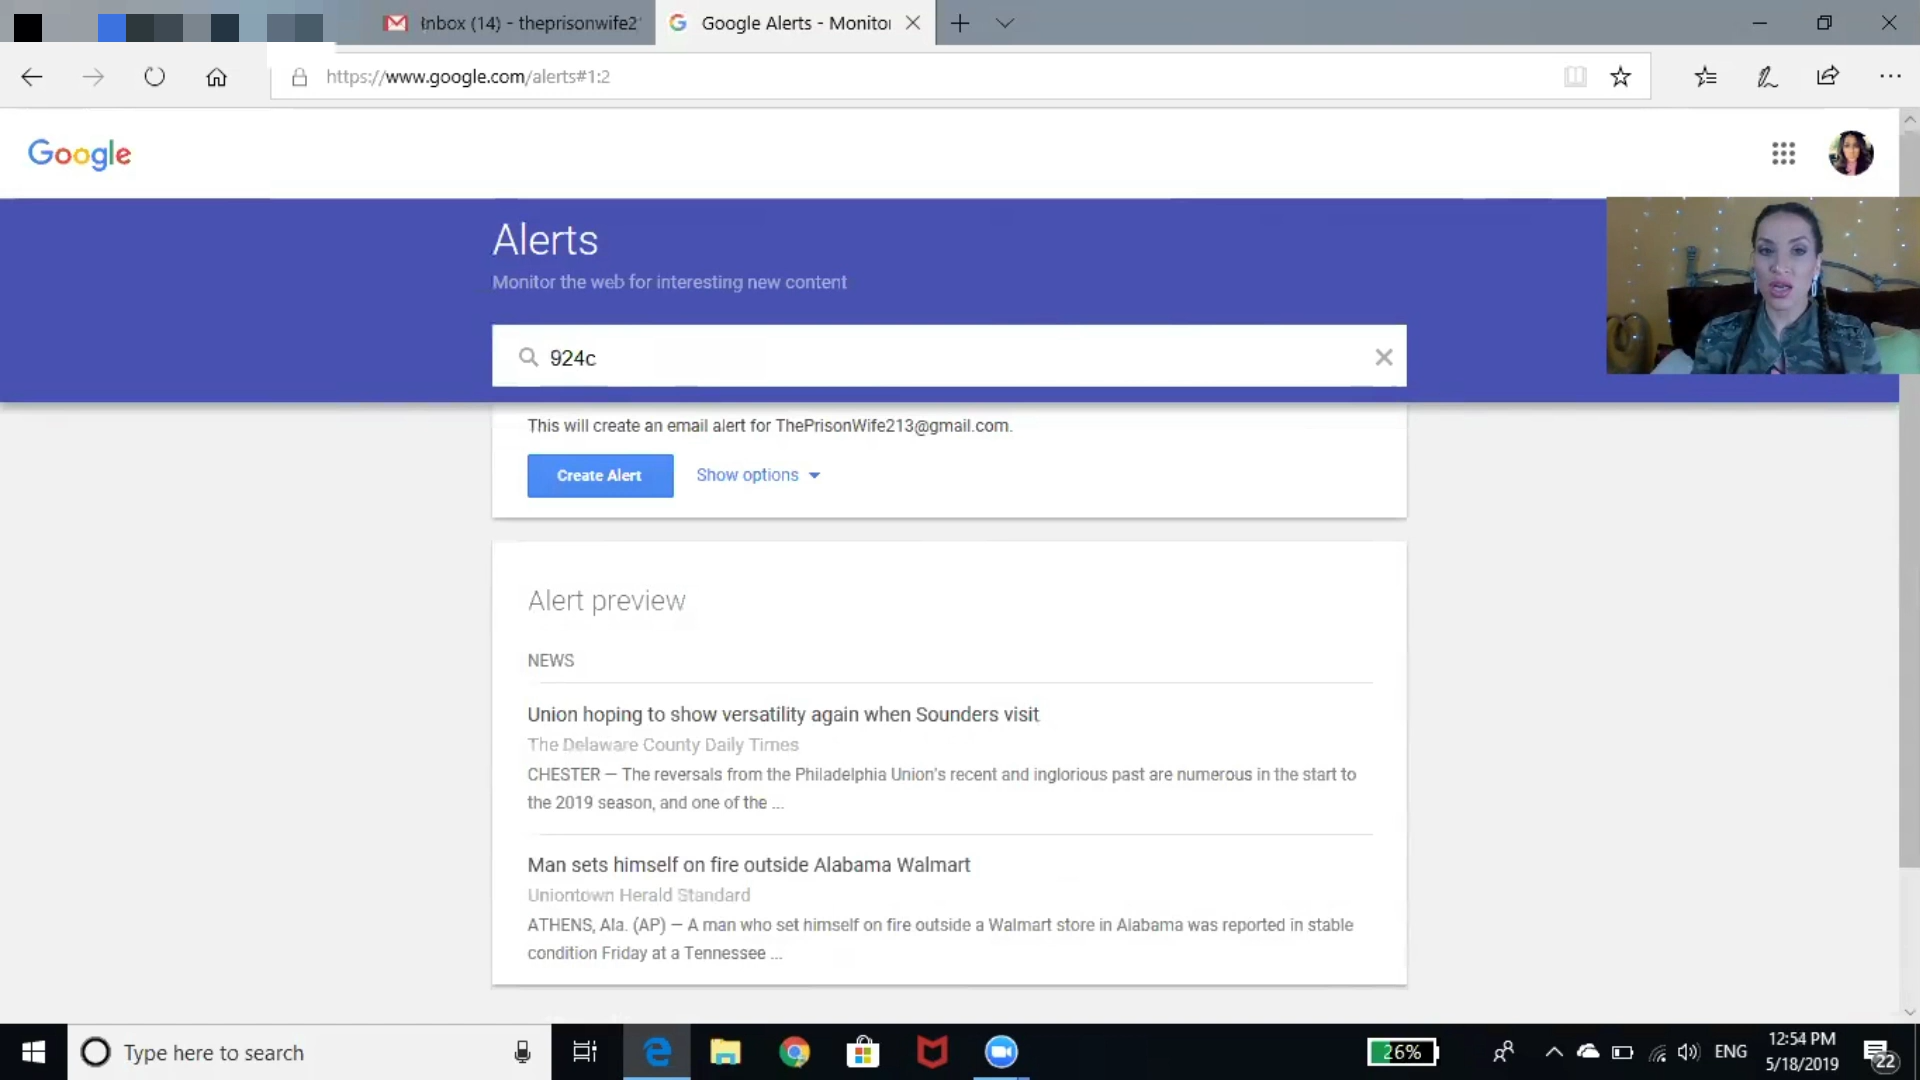 Inbox (14) - theprisonwife2
Google Alerts - Monitor
https://www.google.com/alerts#1:2
Google
Alerts
Monitor the web for interesting new content
924c
This will create an email alert for ThePrisonWife213@gmail.com.
Create Alert
Show options
Alert preview
NEWS
Union hoping to show versatility again when Sounders visit
The Delaware County Daily Times
CHESTER — The reversals from the Philadelphia Union's recent and inglorious past are numerous in the start to
the 2019 season, and one of the ...
Man sets himself on fire outside Alabama Walmart
Uniontown Herald Standard
ATHENS, Ala. (AP) — A man who set himself on fire outside a Walmart store in Alabama was reported in stable
condition Friday at a Tennessee ...
Type here to search
26%
ENG
12:54 PM
5/18/2019
22